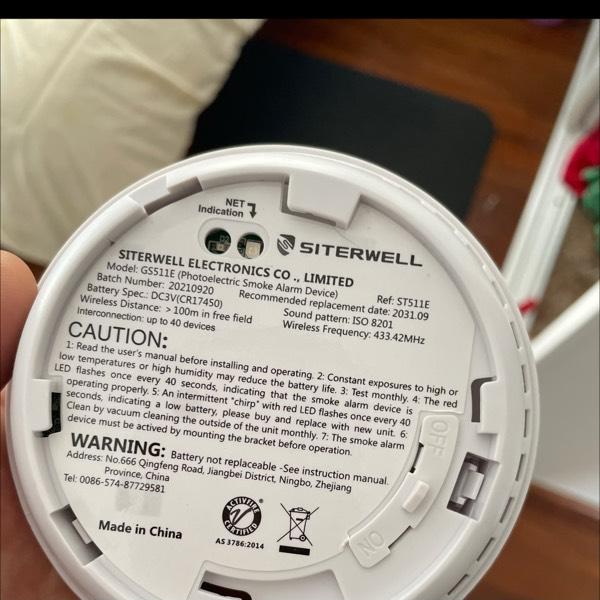 NET
Indication
SITERWELL
SITERWELL ELECTRONICS CO ., LIMITED
Model: GS511E (Photoelectric Smoke Alarm Device)
Ref: ST511E
Batch Number: 20210920
Recommended replacement date: 2031.09
Battery Spec.: DC3V(CR17450)
Sound pattern: ISO 8201
Wireless Distance: > 100m in free field
Wireless Frequency: 433.42MHz
Interconnection: up to 40 devices
CAUTION:
1: Read the user's manual before installing and operating. 2: Constant exposures to high or
low temperatures or high humidity may reduce the battery life. 3: Test monthly. 4: The red
LED flashes once every 40 seconds, indicating that the smoke alarm device is
operating properly. 5: An intermittent "chirp" with red LED flashes once every 40
seconds, indicating a low battery, please buy and replace with new unit. 6:
Clean by vacuum cleaning the outside of the unit monthly. 7: The smoke alarm
device must be actived by mounting the bracket before operation.
WARNING: Battery not replaceable -See instruction manual.
Address: No.666 Qingfeng Road, Jiangbei District, Ningbo, Zhejiang
Province, China
Tel: 0086-574-87729581
OFF
ON
ACTIVFIRE
CERTIFIED
AS 3786:2014
Made in China